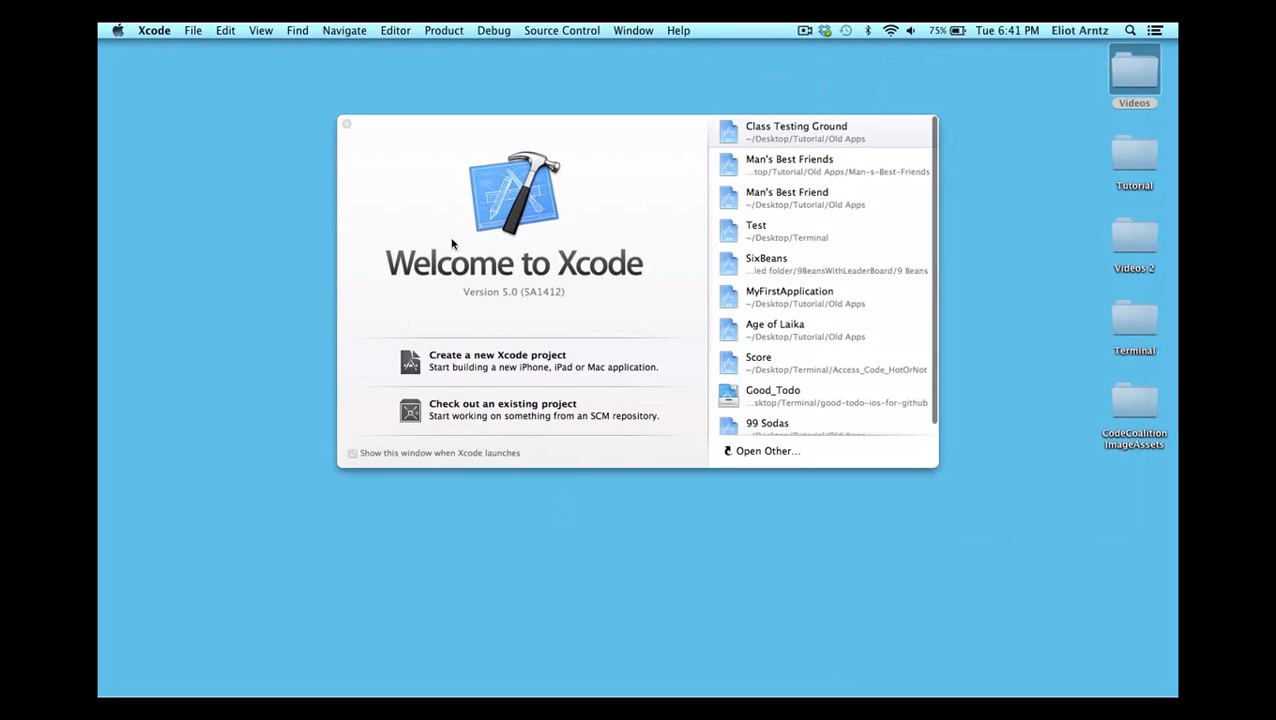 Xcode File Edit View Find Navigate Editor Product Debug Source Control Window Help 75% Tue 6:41 PM Eliot Arntz
Welcome to Xcode
Version 5.0 (5A1412)
Create a new Xcode project
Start building a new iPhone, iPad or Mac application.
Check out an existing project
Start working on something from an SCM repository.
Show this window when Xcode launches
Class Testing Ground
~/Desktop/Tutorial/Old Apps
Man's Best Friends
...top/Tutorial/Old Apps/Man-s-Best-Friends
Man's Best Friend
~/Desktop/Tutorial/Old Apps
Test
~/Desktop/Terminal
SixBeans
...led folder/9BeansWithLeaderBoard/9 Beans
MyFirstApplication
~/Desktop/Tutorial/Old Apps
Age of Laika
~/Desktop/Tutorial/Old Apps
Score
~/Desktop/Terminal/Access_Code_HotOrNot
Good_Todo
...sktop/Terminal/good-todo-ios-for-github
99 Sodas
~/Desktop/Tutorial/Old Apps
Open Other...
Videos
Tutorial
Videos 2
Terminal
CodeCoalition
ImageAssets